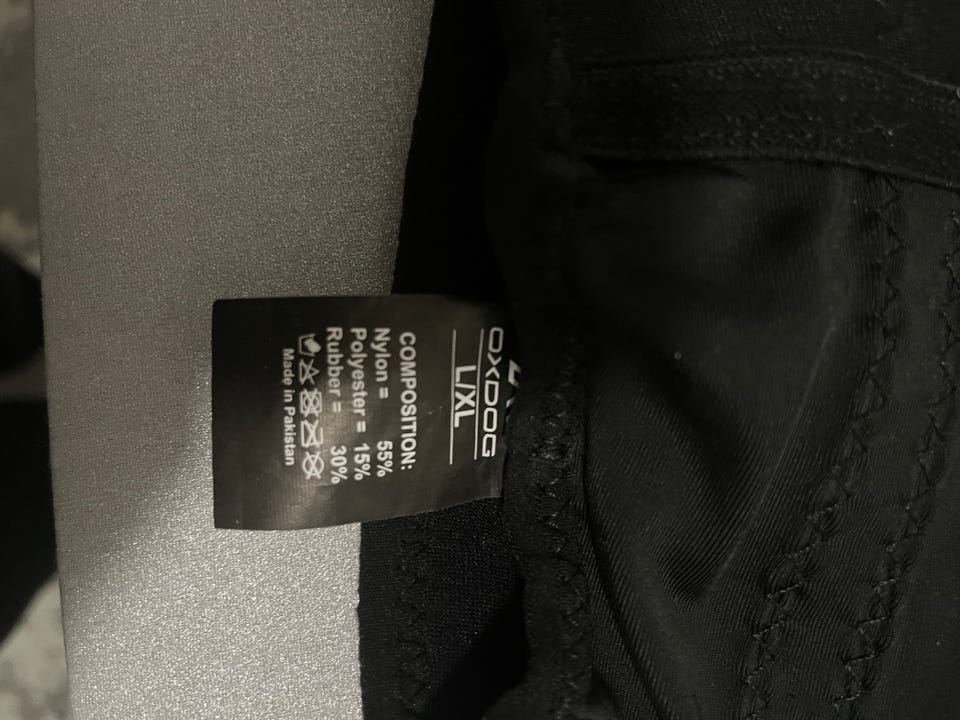 OXDOG
L/XL
COMPOSITION:
Nylon = 55%
Polyester = 15%
Rubber = 30%
Made in Pakistan